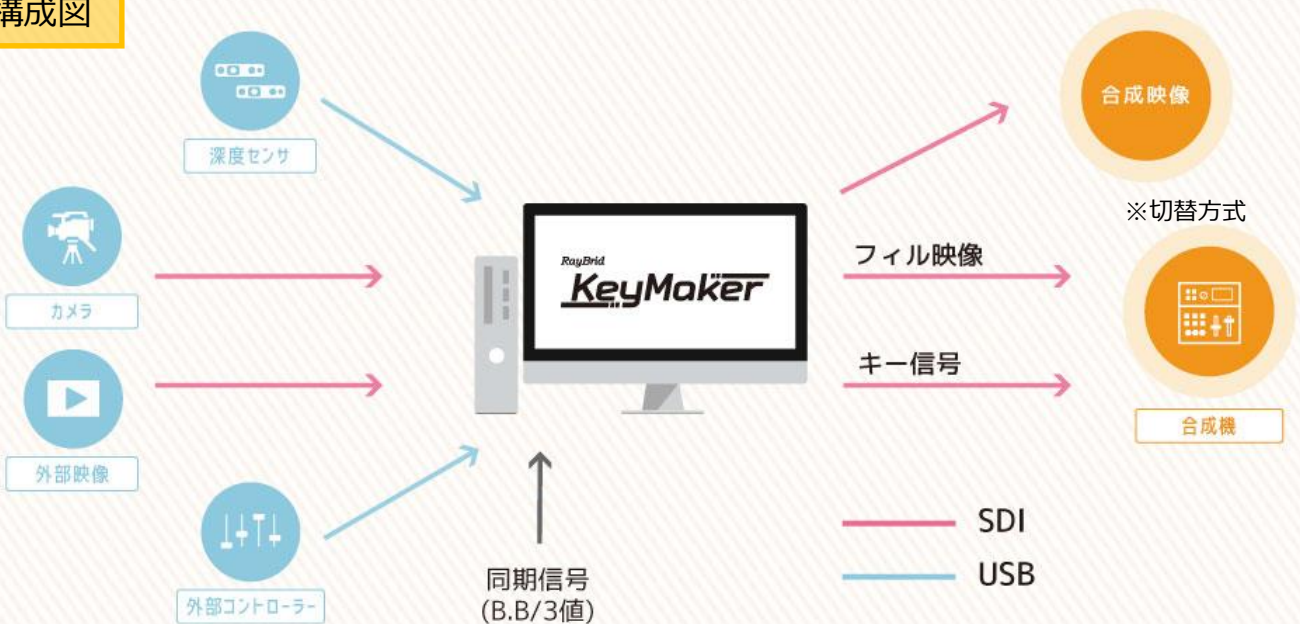 構成図
深度センサ
カメラ
外部映像
外部コントローラー
RayBrid
KeyMaker
同期信号
(B.B/3値)
合成映像
※切替方式
フィル映像
キー信号
合成機
SDI
USB